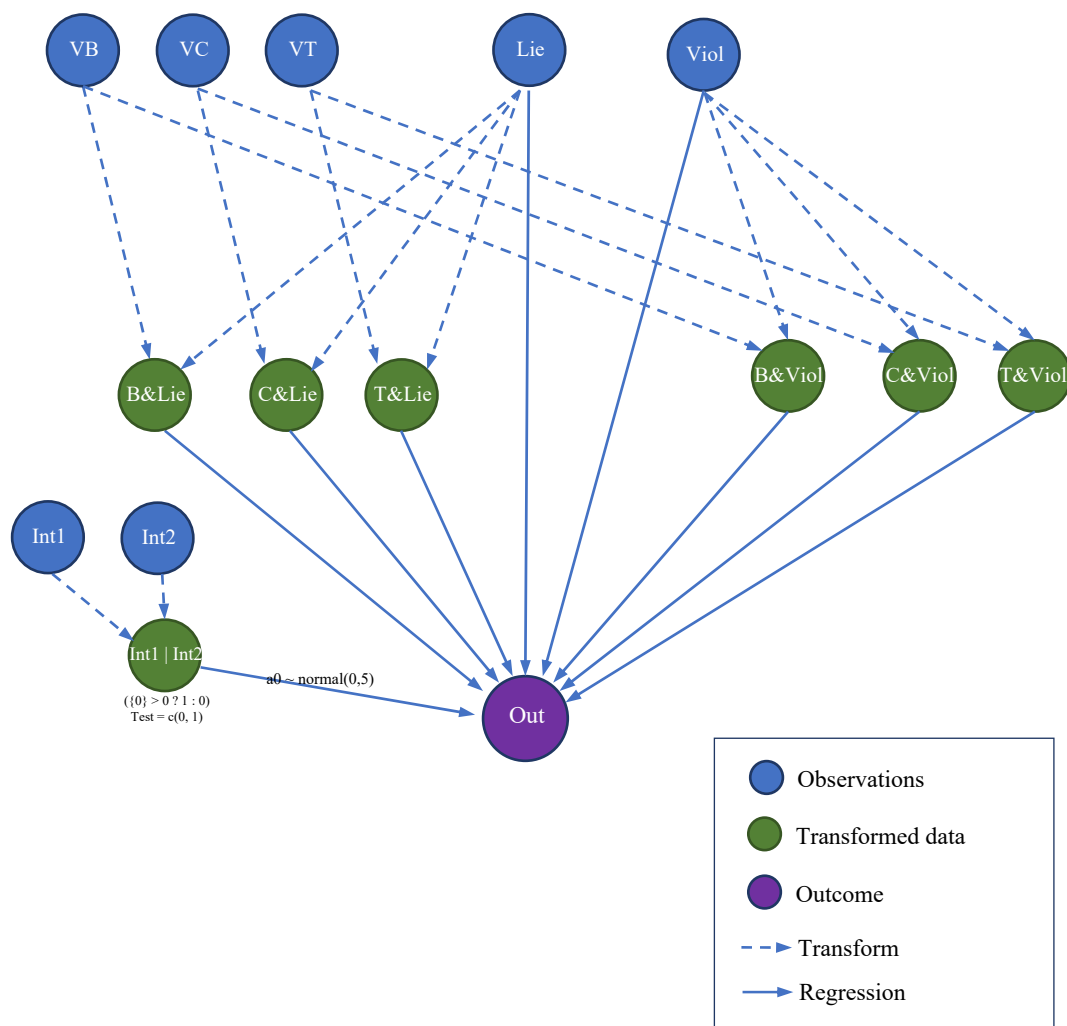 VB
VC
VT
Lie
Viol
B&Lie
C&Lie
T&Lie
B&Viol
C&Viol
T&Viol
Int1
Int2
Int1 | Int2
({0} > 0 ? 1 : 0)
Test = c(0, 1)
a0 ~ normal(0,5)
Out
Observations
Transformed data
Outcome
Transform
Regression